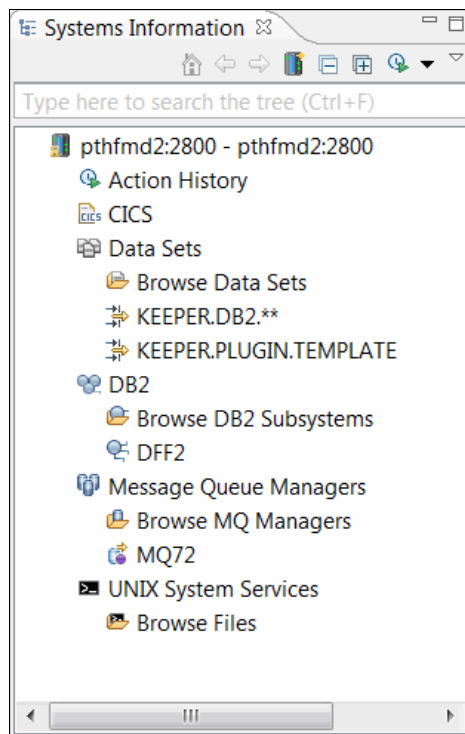 Systems Information
Type here to search the tree (Ctrl+F)
pthfmd2:2800 - pthfmd2:2800
Action History
CICS
CICS
Data Sets
Browse Data Sets
KEEPER.DB2.**
KEEPER.PLUGIN.TEMPLATE
DB2
Browse DB2 Subsystems
DFF2
Message Queue Managers
Browse MQ Managers
MQ72
UNIX System Services
Browse Files